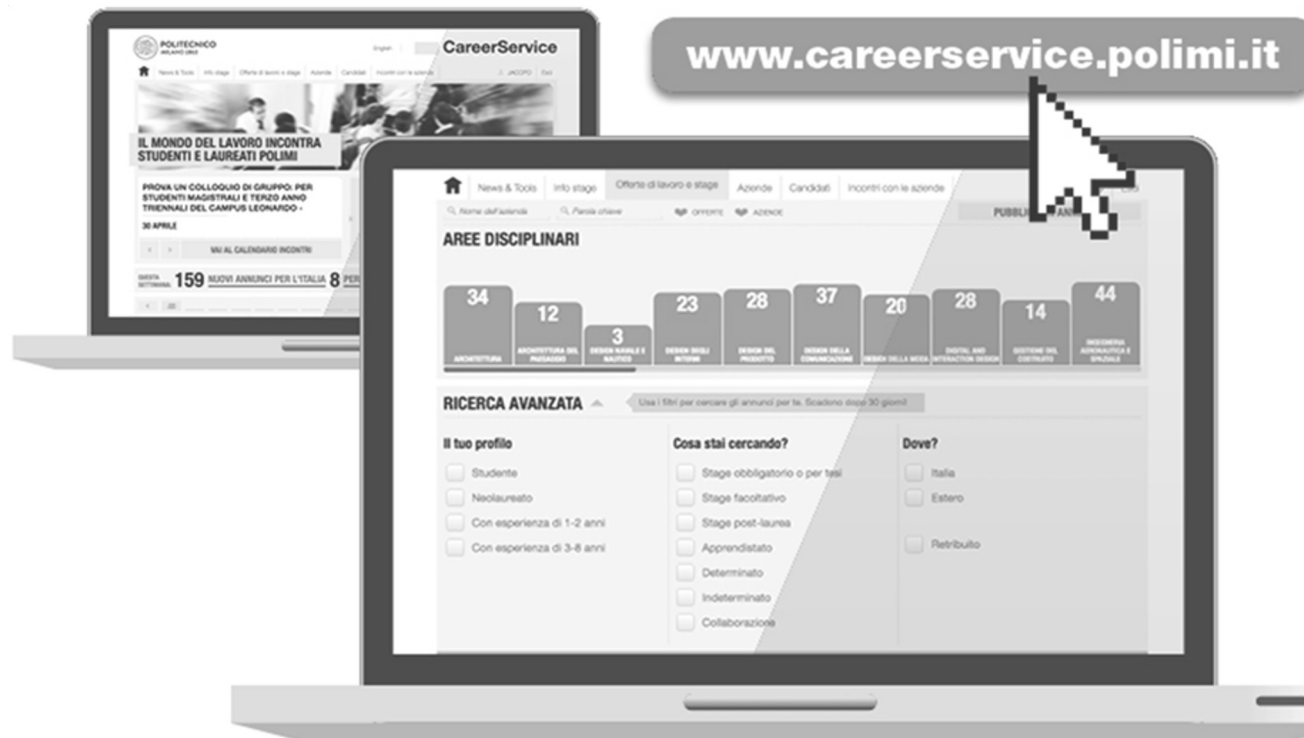 www.careerservice.polimi.it
POLITECNICO
MILANO 1863
English
CareerService
News & Tools Info stage Offerte di lavoro e stage Aziende Candidati Incontri con le aziende JACOPO Esci
IL MONDO DEL LAVORO INCONTRA
STUDENTI E LAUREATI POLIMI
PROVA UN COLLOQUIO DI GRUPPO: PER
STUDENTI MAGISTRALI E TERZO ANNO
TRIENNALI DEL CAMPUS LEONARDO -
30 APRILE
VAI AL CALENDARIO INCONTRI
QUESTA
SETTIMANA 159 NUOVI ANNUNCI PER L'ITALIA 8 PER
News & Tools Info stage Offerte di lavoro e stage Aziende Candidati Incontri con le aziende
Nome dell'azienda Parola chiave OFFERTE AZIENDE
AREE DISCIPLINARI
34
ARCHITETTURA
12
ARCHITETTURA DEL
PAESAGGIO
3
DESIGN NAVALE E
NAUTICO
23
DESIGN DEGLI
INTERNI
28
DESIGN DEL
PRODOTTO
37
DESIGN DELLA
COMUNICAZIONE
20
DESIGN DELLA MODA
28
DIGITAL AND
INTERACTION DESIGN
14
GESTIONE DEL
COSTRUITO
44
INGEGNERIA
AERONAUTICA E
SPAZIALE
RICERCA AVANZATA
Usa i filtri per cercare gli annunci per te. Scadono dopo 30 giorni!
Il tuo profilo
Studente
Neolaureato
Con esperienza di 1-2 anni
Con esperienza di 3-8 anni
Cosa stai cercando?
Stage obbligatorio o per tesi
Stage facoltativo
Stage post-laurea
Apprendistato
Determinato
Indeterminato
Collaborazione
Dove?
Italia
Estero
Retribuito